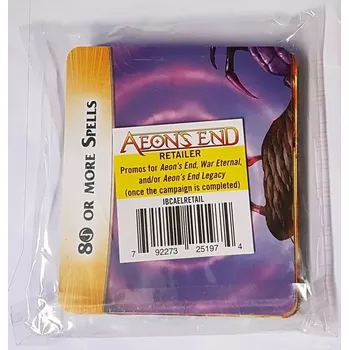 8 OR MORE SPELLS
AEON'S END
RETAILER
Promos for Aeon's End, War Eternal,
and/or Aeon's End Legacy
(once the campaign is completed)
IBCAELRETAIL
7 92273 25197 4